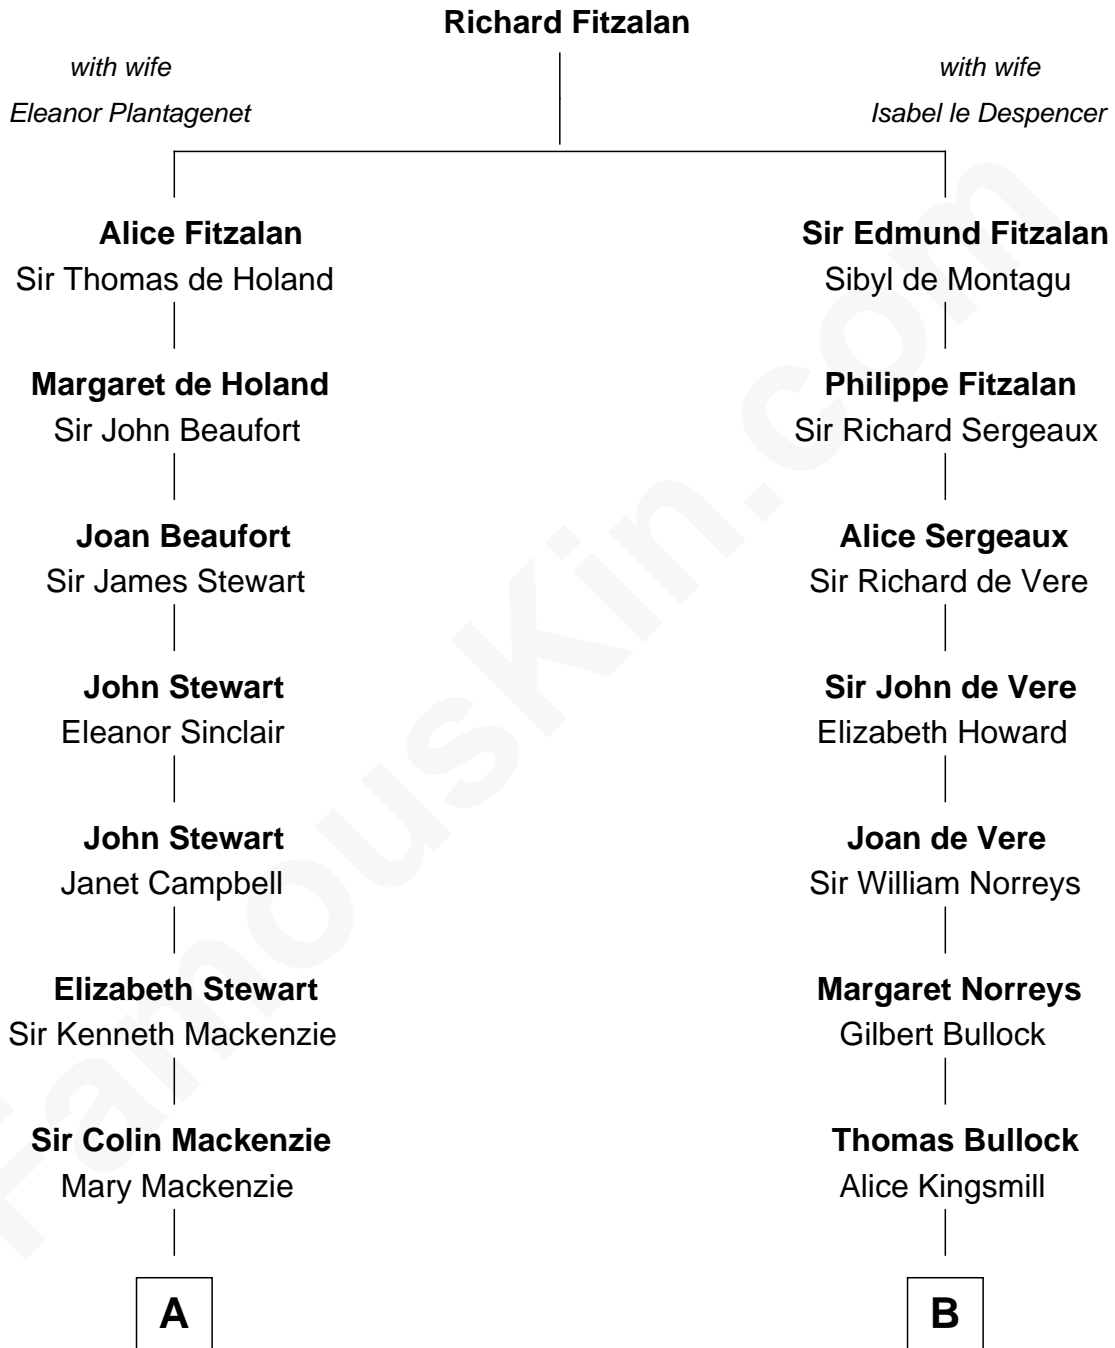 Richard Fitzalan
with wife
Eleanor Plantagenet
with wife
Isabel le Despencer
Alice Fitzalan
Sir Thomas de Holand
Margaret de Holand
Sir John Beaufort
Joan Beaufort
Sir James Stewart
John Stewart
Eleanor Sinclair
John Stewart
Janet Campbell
Elizabeth Stewart
Sir Kenneth Mackenzie
Sir Colin Mackenzie
Mary Mackenzie
A
Sir Edmund Fitzalan
Sibyl de Montagu
Philippe Fitzalan
Sir Richard Sergeaux
Alice Sergeaux
Sir Richard de Vere
Sir John de Vere
Elizabeth Howard
Joan de Vere
Sir William Norreys
Margaret Norreys
Gilbert Bullock
Thomas Bullock
Alice Kingsmill
B
FamousKin.com